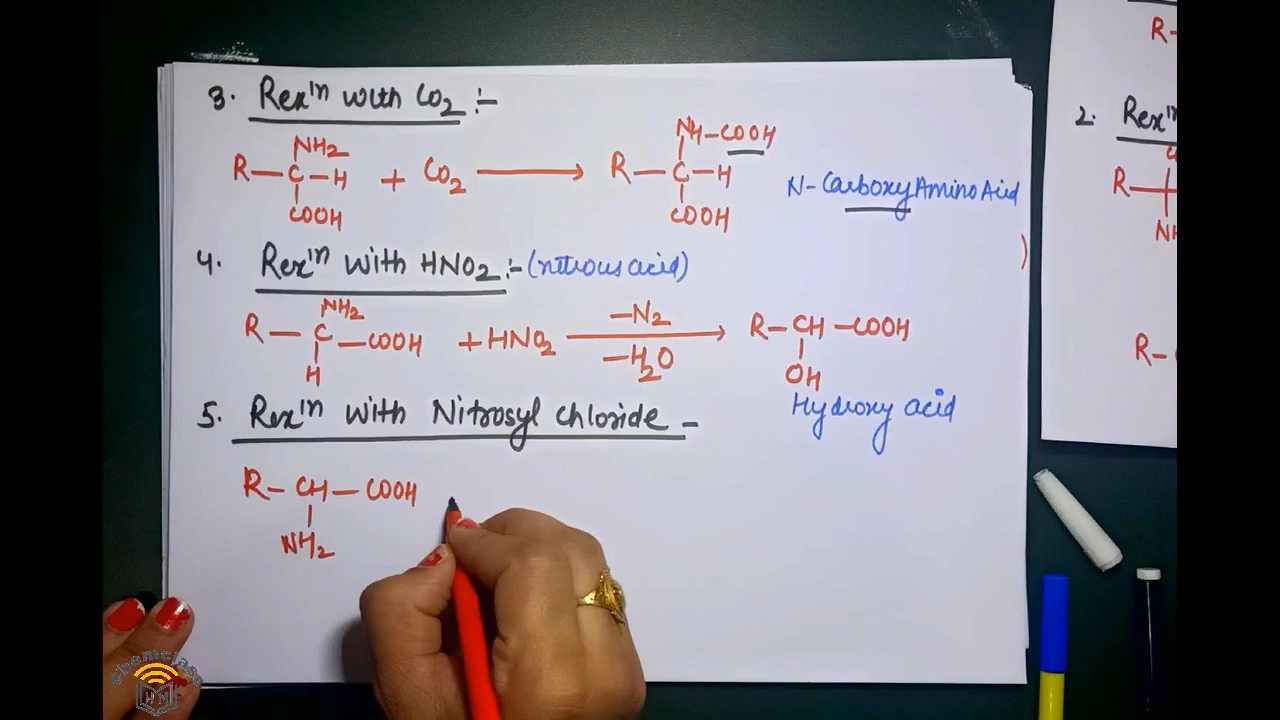 3. Rexⁿ with CO2 :-
NH2
R—C—H + CO2 ⟶
COOH
NH-COOH
R—C—H
COOH
N-Carboxy Amino Acid
4. Rexⁿ with HNO2 :- (nitrous acid)
NH2
R—C—COOH + HNO2
H
-N2
-H2O
R-CH-COOH
OH
Hydroxy acid
5. Rexⁿ with Nitrosyl chloride -
R-CH-COOH
NH2
R-
2. Rexⁿ
R
NH
)
R-
Chemclass